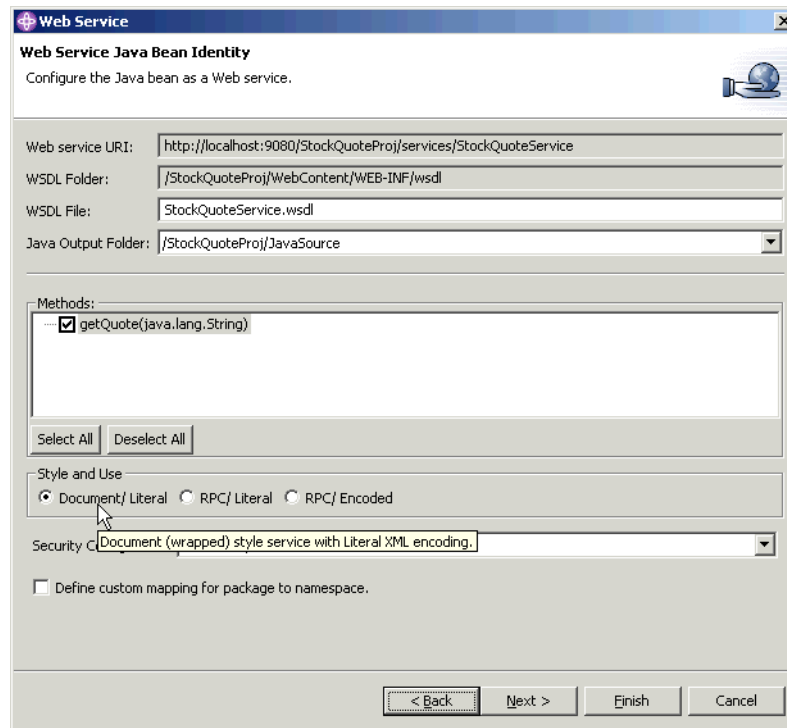 Web Service
Web Service Java Bean Identity
Configure the Java bean as a Web service.
Web service URI: http://localhost:9080/StockQuoteProj/services/StockQuoteService
WSDL Folder: /StockQuoteProj/WebContent/WEB-INF/wsdl
WSDL File: StockQuoteService.wsdl
Java Output Folder: /StockQuoteProj/JavaSource
Methods:
getQuote(java.lang.String)
Select All Deselect All
Style and Use
Document/ Literal RPC/ Literal RPC/ Encoded
Document (wrapped) style service with Literal XML encoding.
Security
Define custom mapping for package to namespace.
< Back Next > Finish Cancel